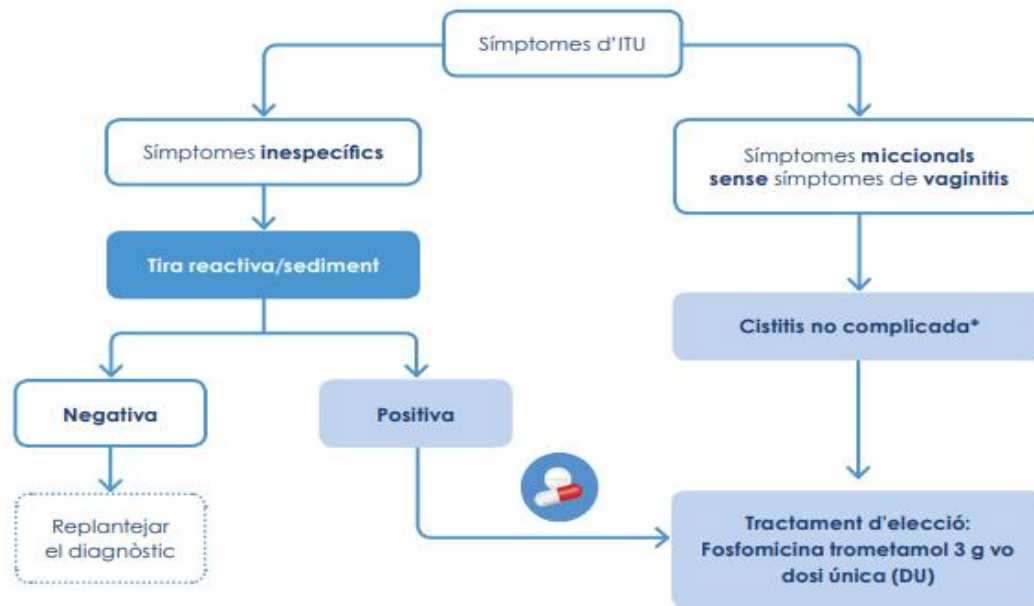 Símptomes d'ITU
Símptomes inespecífics
Símptomes miccionals
sense símptomes de vaginitis
Tira reactiva/sediment
Cistitis no complicada*
Negativa
Positiva
Replantejar
el diagnòstic
Tractament d'elecció:
Fosfomicina trometamol 3 g vo
dosi única (DU)